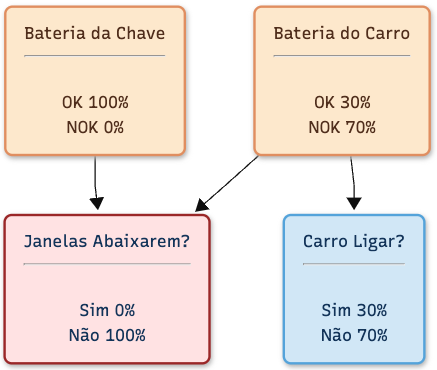 Bateria da Chave
OK 100%
NOK 0%
Bateria do Carro
OK 30%
NOK 70%
Janelas Abaixarem?
Sim 0%
Não 100%
Carro Ligar?
Sim 30%
Não 70%